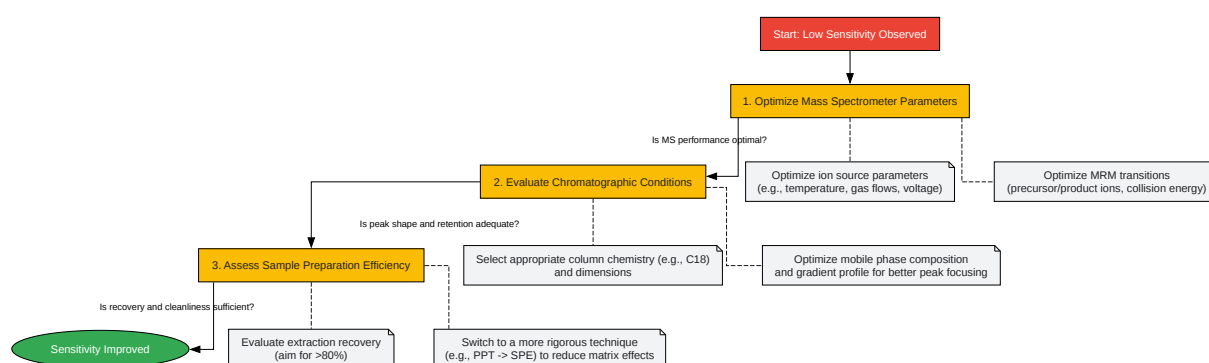 Start: Low Sensitivity Observed
1. Optimize Mass Spectrometer Parameters
Is MS performance optimal?
Optimize ion source parameters
(e.g., temperature, gas flows, voltage)
Optimize MRM transitions
(precursor/product ions, collision energy)
2. Evaluate Chromatographic Conditions
Is peak shape and retention adequate?
Select appropriate column chemistry (e.g., C18)
and dimensions
Optimize mobile phase composition
and gradient profile for better peak focusing
3. Assess Sample Preparation Efficiency
Is recovery and cleanliness sufficient?
Sensitivity Improved
Evaluate extraction recovery
(aim for >80%)
Switch to a more rigorous technique
(e.g., PPT -> SPE) to reduce matrix effects